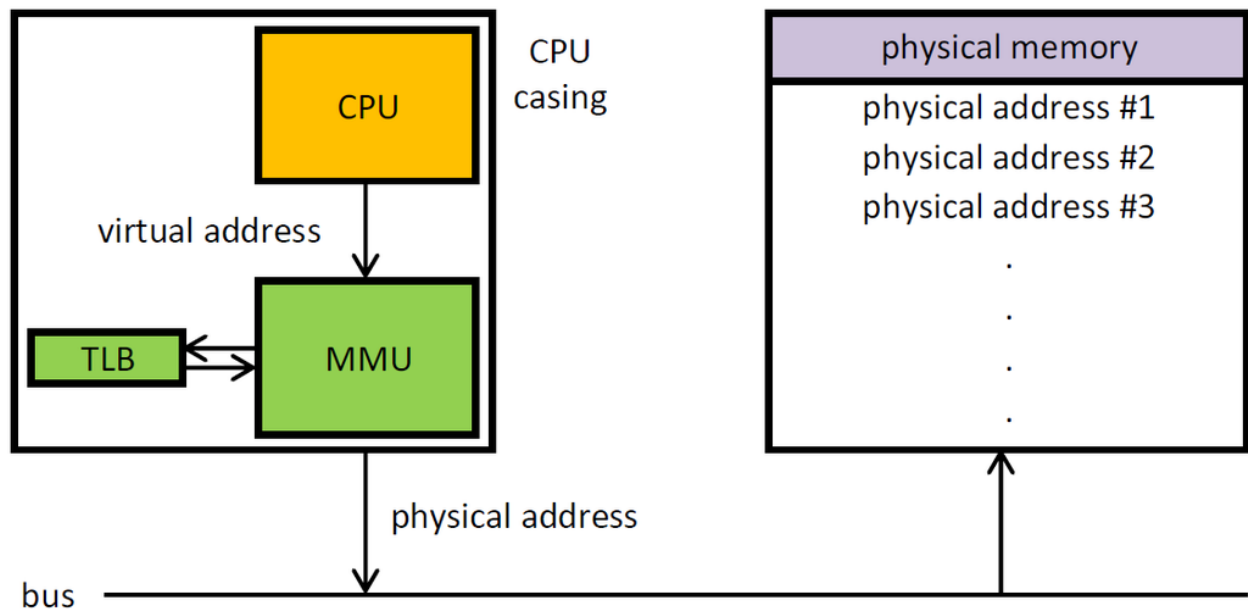 CPU
CPU
casing
virtual address
TLB
MMU
physical address
bus
physical memory
physical address #1
physical address #2
physical address #3
.
.
.
.